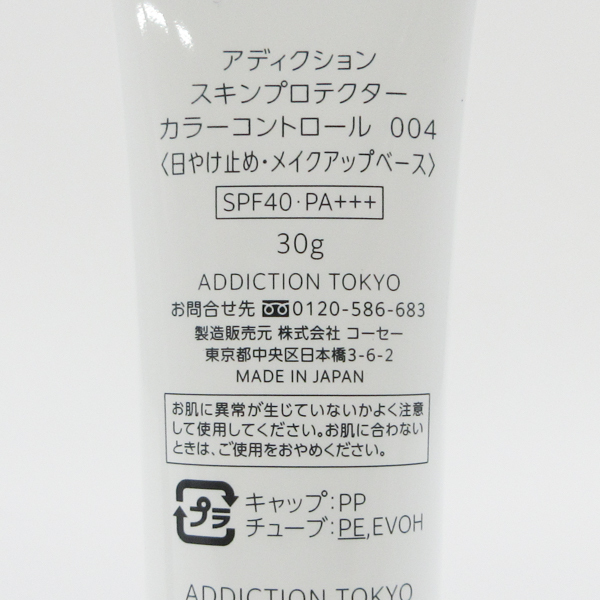 アディクション
スキンプロテクター
カラーコントロール 004
〈日やけ止め・メイクアップベース〉
SPF40・PA+++
30g
ADDICTION TOKYO
お問合せ先 0120-586-683
製造販売元 株式会社 コーセー
東京都中央区日本橋3-6-2
MADE IN JAPAN
お肌に異常が生じていないかよく注意
して使用してください。お肌に合わない
ときは、ご使用をおやめください。
プラ
キャップ:PP
チューブ:PE,EVOH
ADDICTION TOKYO